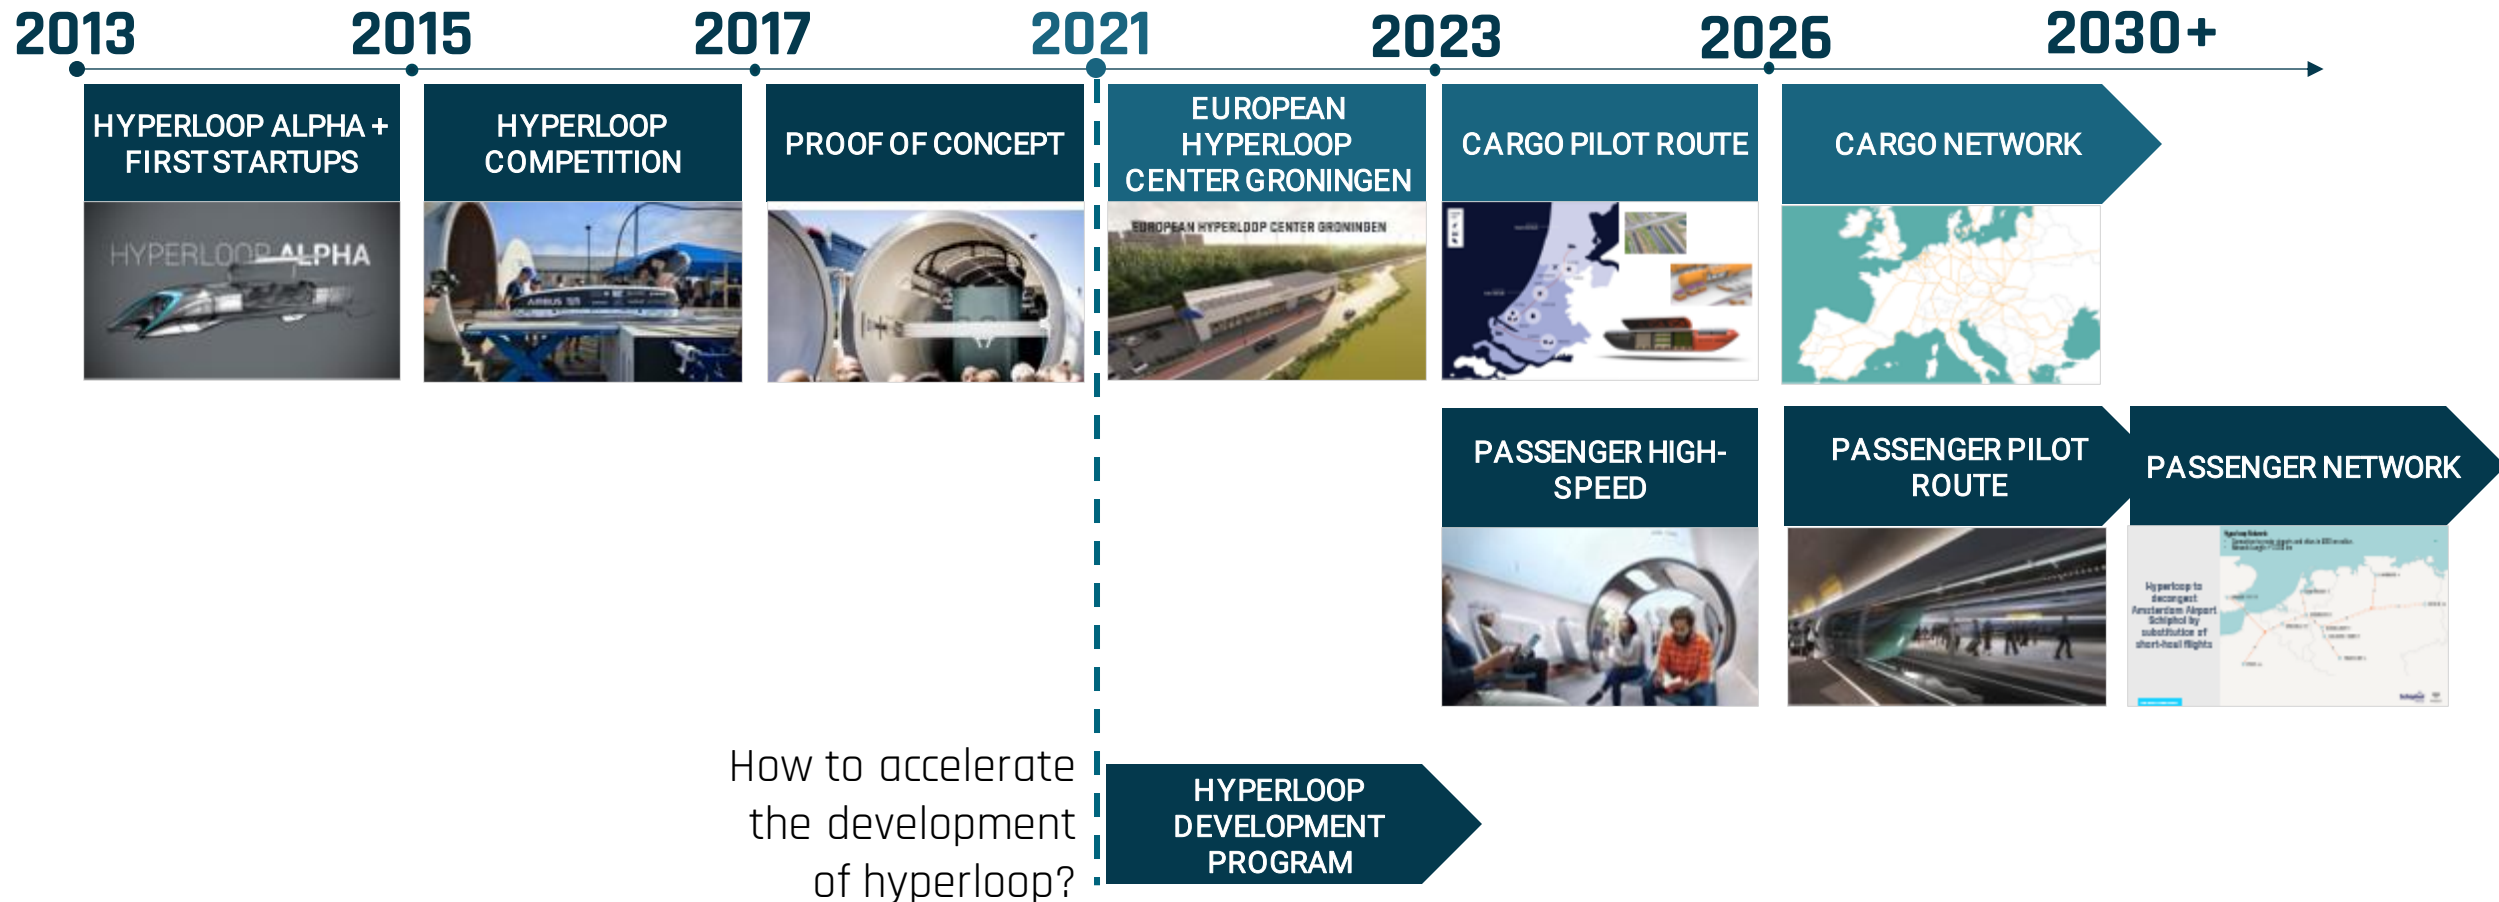 2013
2015
2017
2021
2023
2026
2030+
HYPERLOOP ALPHA +
FIRST STARTUPS
HYPERLOOP
COMPETITION
PROOF OF CONCEPT
EUROPEAN
HYPERLOOP
CENTER GRONINGEN
CARGO PILOT ROUTE
CARGO NETWORK
HYPERLOOP ALPHA
AIRBUS
EUROPEAN HYPERLOOP CENTER GRONINGEN
PASSENGER HIGH-
SPEED
PASSENGER PILOT
ROUTE
PASSENGER NETWORK
Hyperloop to
decongest
Amsterdam Airport
Schiphol by
substitution of
short-haul flights
Schiphol
How to accelerate
the development
of hyperloop?
HYPERLOOP
DEVELOPMENT
PROGRAM